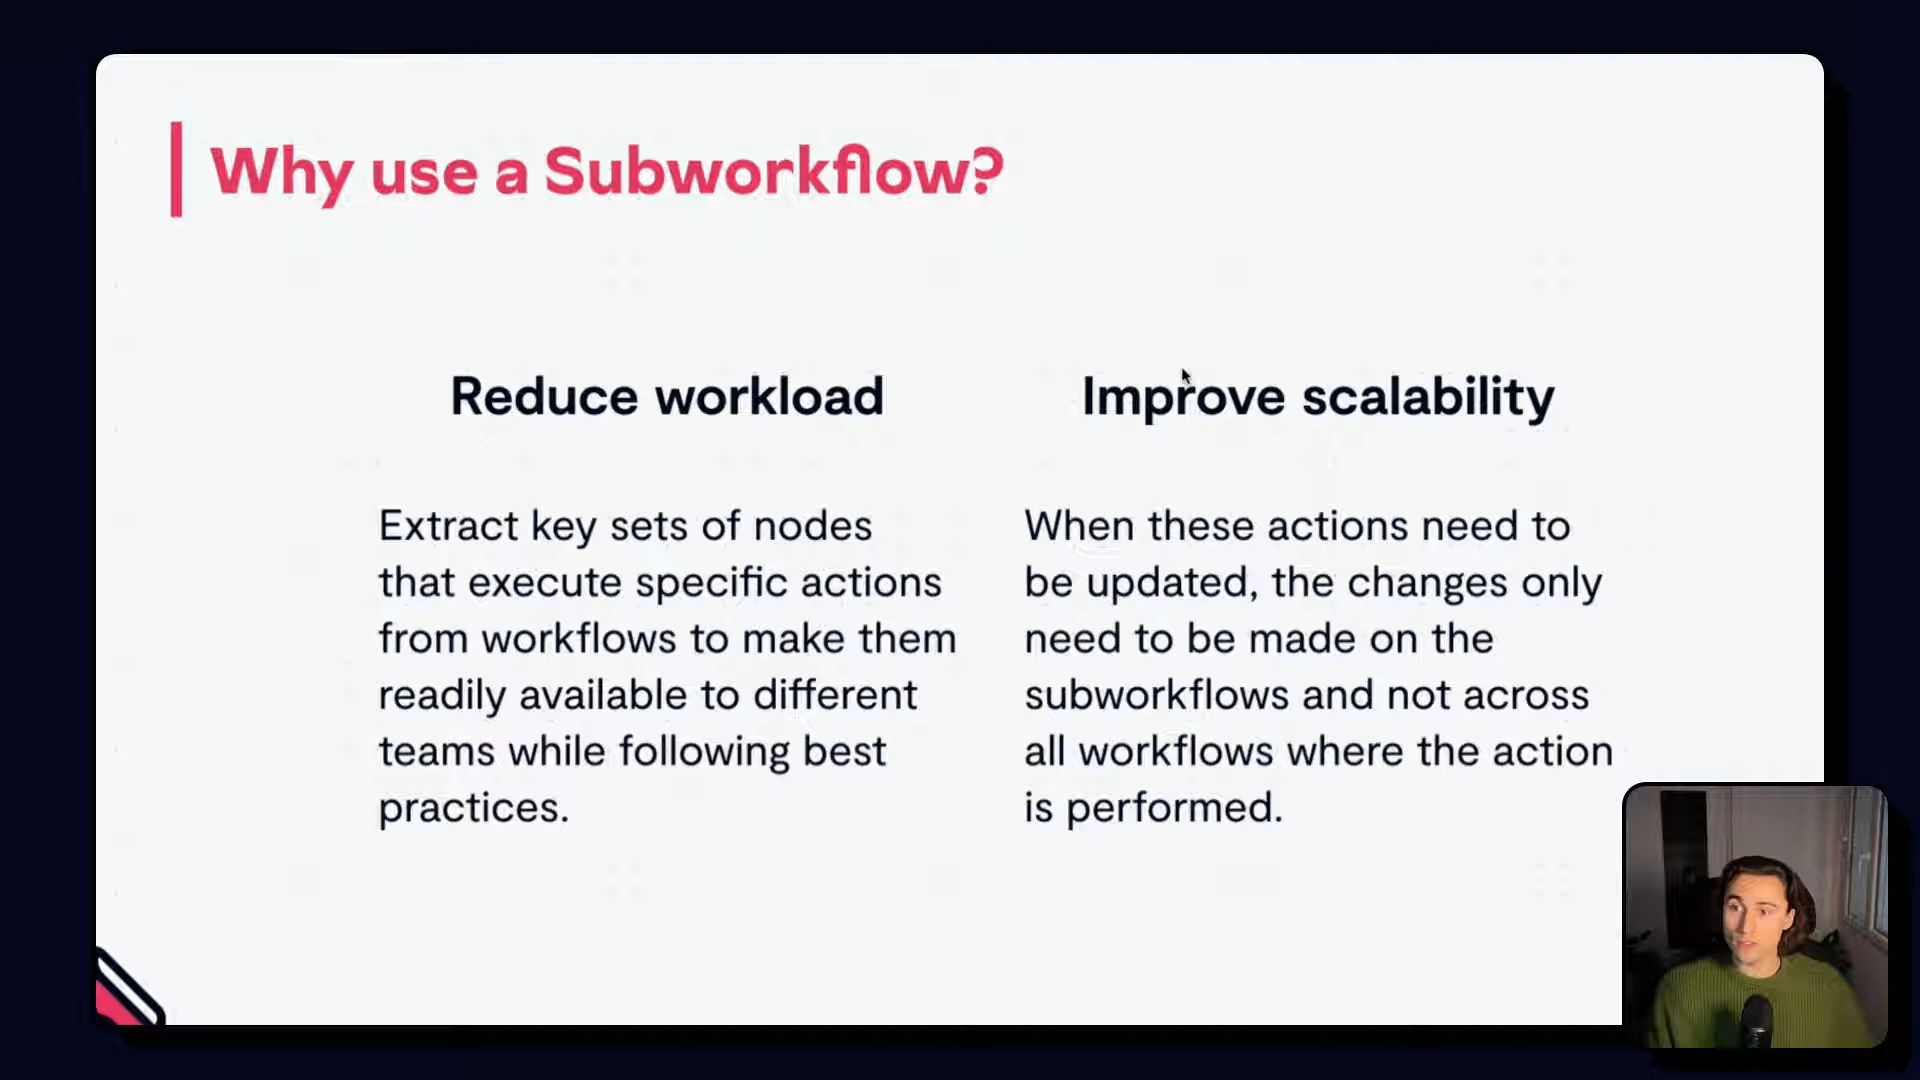 Why use a Subworkflow?
Reduce workload
Extract key sets of nodes
that execute specific actions
from workflows to make them
readily available to different
teams while following best
practices.
Improve scalability
When these actions need to
be updated, the changes only
need to be made on the
subworkflows and not across
all workflows where the action
is performed.